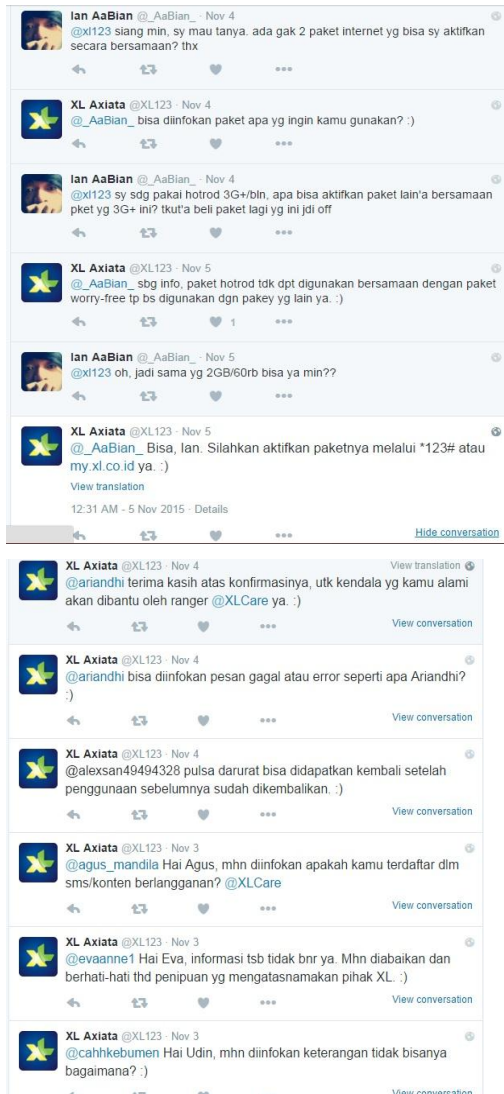 Ian AaBian @_AaBian_ · Nov 4
@xl123 siang min, sy mau tanya. ada gak 2 paket internet yg bisa sy aktifkan
secara bersamaan? thx
XL Axiata @XL123 · Nov 4
@_AaBian_ bisa diinfokan paket apa yg ingin kamu gunakan? :)
Ian AaBian @_AaBian_ · Nov 4
@xl123 sy sdg pakai hotrod 3G+/bln, apa bisa aktifkan paket lain'a bersamaan
pket yg 3G+ ini? tkut'a beli paket lagi yg ini jdi off
XL Axiata @XL123 · Nov 5
@_AaBian_ sbg info, paket hotrod tdk dpt digunakan bersamaan dengan paket
worry-free tp bs digunakan dgn pakey yg lain ya. :)
1
Ian AaBian @_AaBian_ · Nov 5
@xl123 oh, jadi sama yg 2GB/60rb bisa ya min??
XL Axiata @XL123 · Nov 5
@_AaBian_ Bisa, Ian. Silahkan aktifkan paketnya melalui *123# atau
my.xl.co.id ya. :)
View translation
12:31 AM - 5 Nov 2015 · Details
Hide conversation
XL Axiata @XL123 · Nov 4 View translation
@ariandhi terima kasih atas konfirmasinya, utk kendala yg kamu alami
akan dibantu oleh ranger @XLCare ya. :)
View conversation
XL Axiata @XL123 · Nov 4
@ariandhi bisa diinfokan pesan gagal atau error seperti apa Ariandhi?
:)
View conversation
XL Axiata @XL123 · Nov 4
@alexsan49494328 pulsa darurat bisa didapatkan kembali setelah
penggunaan sebelumnya sudah dikembalikan. :)
View conversation
XL Axiata @XL123 · Nov 3
@agus_mandila Hai Agus, mhn diinfokan apakah kamu terdaftar dlm
sms/konten berlangganan? @XLCare
View conversation
XL Axiata @XL123 · Nov 3
@evaanne1 Hai Eva, informasi tsb tidak bnr ya. Mhn diabaikan dan
berhati-hati thd penipuan yg mengatasnamakan pihak XL. :)
View conversation
XL Axiata @XL123 · Nov 3
@cahhkebumen Hai Udin, mhn diinfokan keterangan tidak bisanya
bagaimana? :)
View conversation